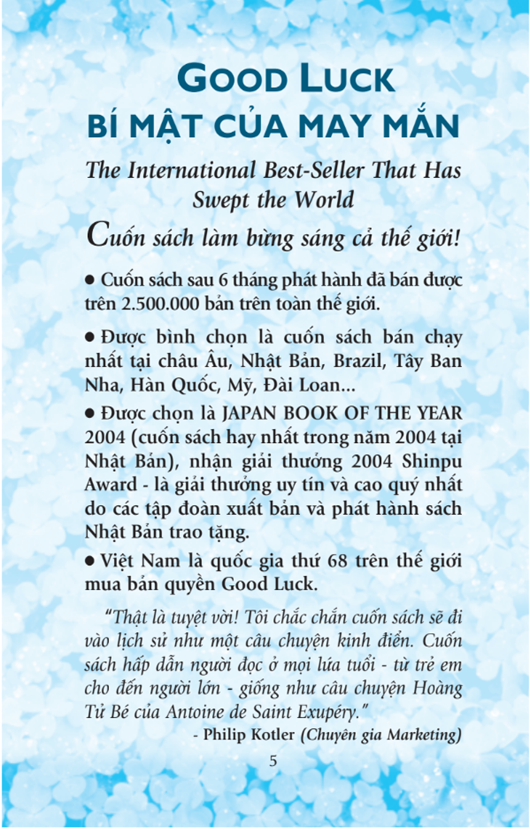 GOOD LUCK
BÍ MẬT CỦA MAY MẮN
The International Best-Seller That Has
Swept the World
Cuốn sách làm bừng sáng cả thế giới!
● Cuốn sách sau 6 tháng phát hành đã bán được
trên 2.500.000 bản trên toàn thế giới.
● Được bình chọn là cuốn sách bán chạy
nhất tại châu Âu, Nhật Bản, Brazil, Tây Ban
Nha, Hàn Quốc, Mỹ, Đài Loan...
● Được chọn là JAPAN BOOK OF THE YEAR
2004 (cuốn sách hay nhất trong năm 2004 tại
Nhật Bản), nhận giải thưởng 2004 Shinpu
Award - là giải thưởng uy tín và cao quý nhất
do các tập đoàn xuất bản và phát hành sách
Nhật Bản trao tặng.
● Việt Nam là quốc gia thứ 68 trên thế giới
mua bản quyền Good Luck.
"Thật là tuyệt vời! Tôi chắc chắn cuốn sách sẽ đi
vào lịch sử như một câu chuyện kinh điển. Cuốn
sách hấp dẫn người đọc ở mọi lứa tuổi - từ trẻ em
cho đến người lớn - giống như câu chuyện Hoàng
Tử Bé của Antoine de Saint Exupéry."
- Philip Kotler (Chuyên gia Marketing)
5